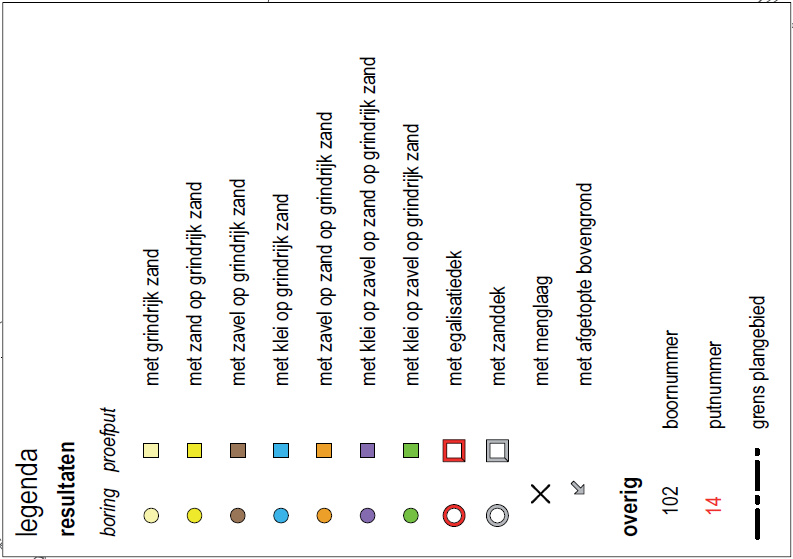 legenda
resultaten
boring proefput
met grindrijk zand
met zand op grindrijk zand
met zavel op grindrijk zand
met klei op grindrijk zand
met zavel op zand op grindrijk zand
met klei op zavel op zand op grindrijk zand
met klei op zavel op grindrijk zand
met egalisatiedek
met zanddek
met menglaag
met afgetopte bovengrond
overig
102 boornummer
14 putnummer
grens plangebied